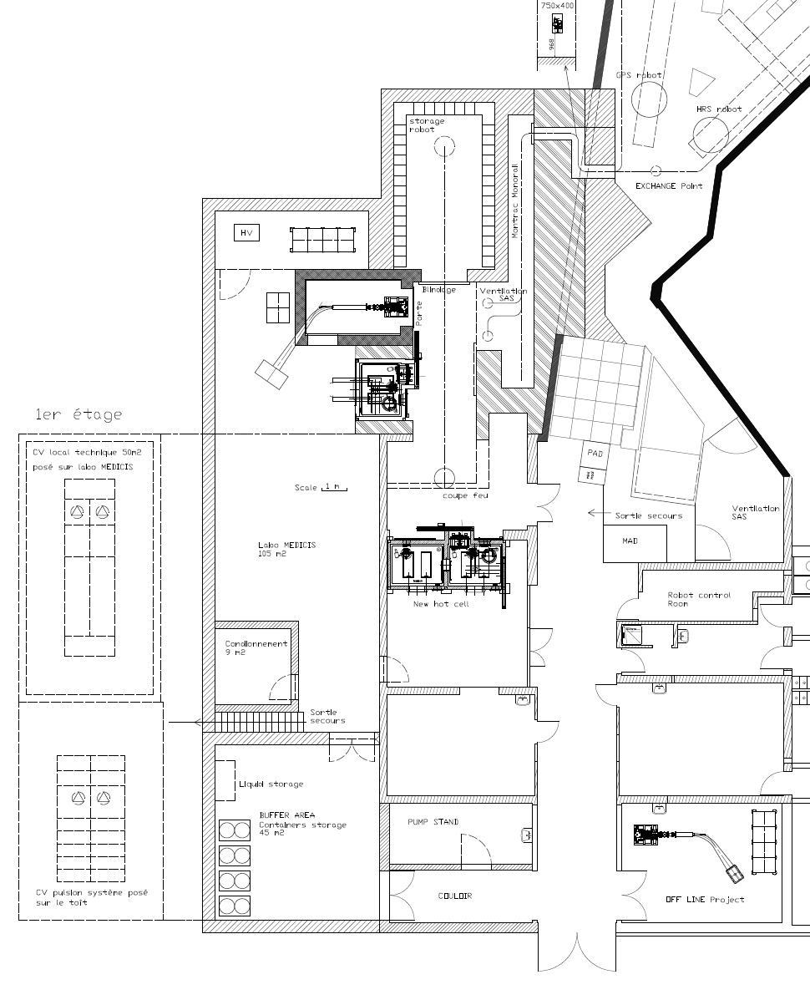 750x400
968
GPS robot
HRS robot
storage
robot
EXCHANGE Point
Montrac Monorail
HV
Blindage
Ventilation
SAS
Porte
1er étage
CV local technique 50m2
posé sur labo MEDICIS
PAD
Scale 1 m
coupe feu
Ventilation
SAS
Sortie secours
MAD
Labo MEDICIS
105 m2
Robot control
Room
New hot cell
Condionnement
9 m2
Sortie
secours
Liquid storage
BUFFER AREA
Containers storage
45 m2
PUMP STAND
CV pulsion système posé
sur le toît
COULOIR
OFF LINE Project